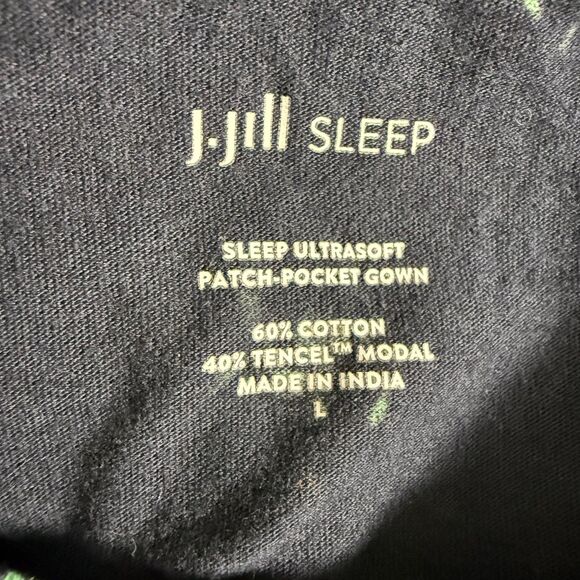 J.Jill SLEEP
SLEEP ULTRASOFT
PATCH-POCKET GOWN
60% COTTON
40% TENCEL™ MODAL
MADE IN INDIA
L